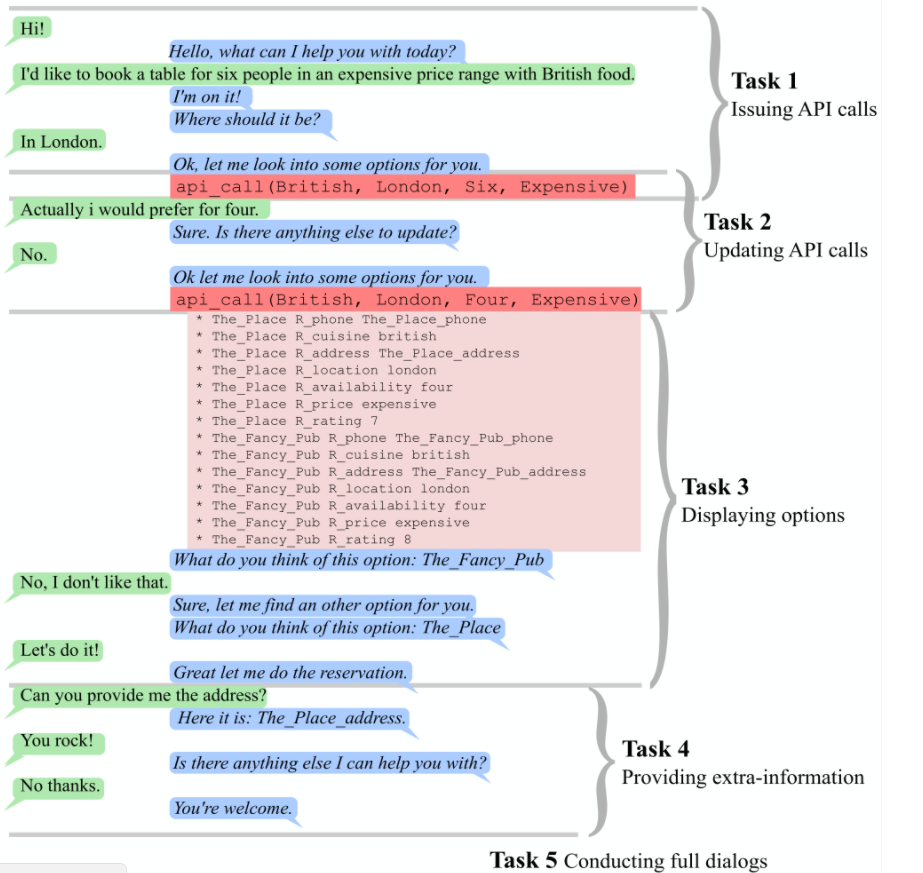 Hi!
Hello, what can I help you with today?
I'd like to book a table for six people in an expensive price range with British food.
I'm on it!
Where should it be?
In London.
Ok, let me look into some options for you.
api_call(British, London, Six, Expensive)
Task 1
Issuing API calls
Actually i would prefer for four.
Sure. Is there anything else to update?
No.
Ok let me look into some options for you.
api_call(British, London, Four, Expensive)
Task 2
Updating API calls
* The_Place R_phone The_Place_phone
* The_Place R_cuisine british
* The_Place R_address The_Place_address
* The_Place R_location london
* The_Place R_availability four
* The_Place R_price expensive
* The_Place R_rating 7
* The_Fancy_Pub R_phone The_Fancy_Pub_phone
* The_Fancy_Pub R_cuisine british
* The_Fancy_Pub R_address The_Fancy_Pub_address
* The_Fancy_Pub R_location london
* The_Fancy_Pub R_availability four
* The_Fancy_Pub R_price expensive
* The_Fancy_Pub R_rating 8
What do you think of this option: The_Fancy_Pub
No, I don't like that.
Sure, let me find an other option for you.
What do you think of this option: The_Place
Let's do it!
Great let me do the reservation.
Task 3
Displaying options
Can you provide me the address?
Here it is: The_Place_address.
You rock!
Is there anything else I can help you with?
No thanks.
You're welcome.
Task 4
Providing extra-information
Task 5 Conducting full dialogs